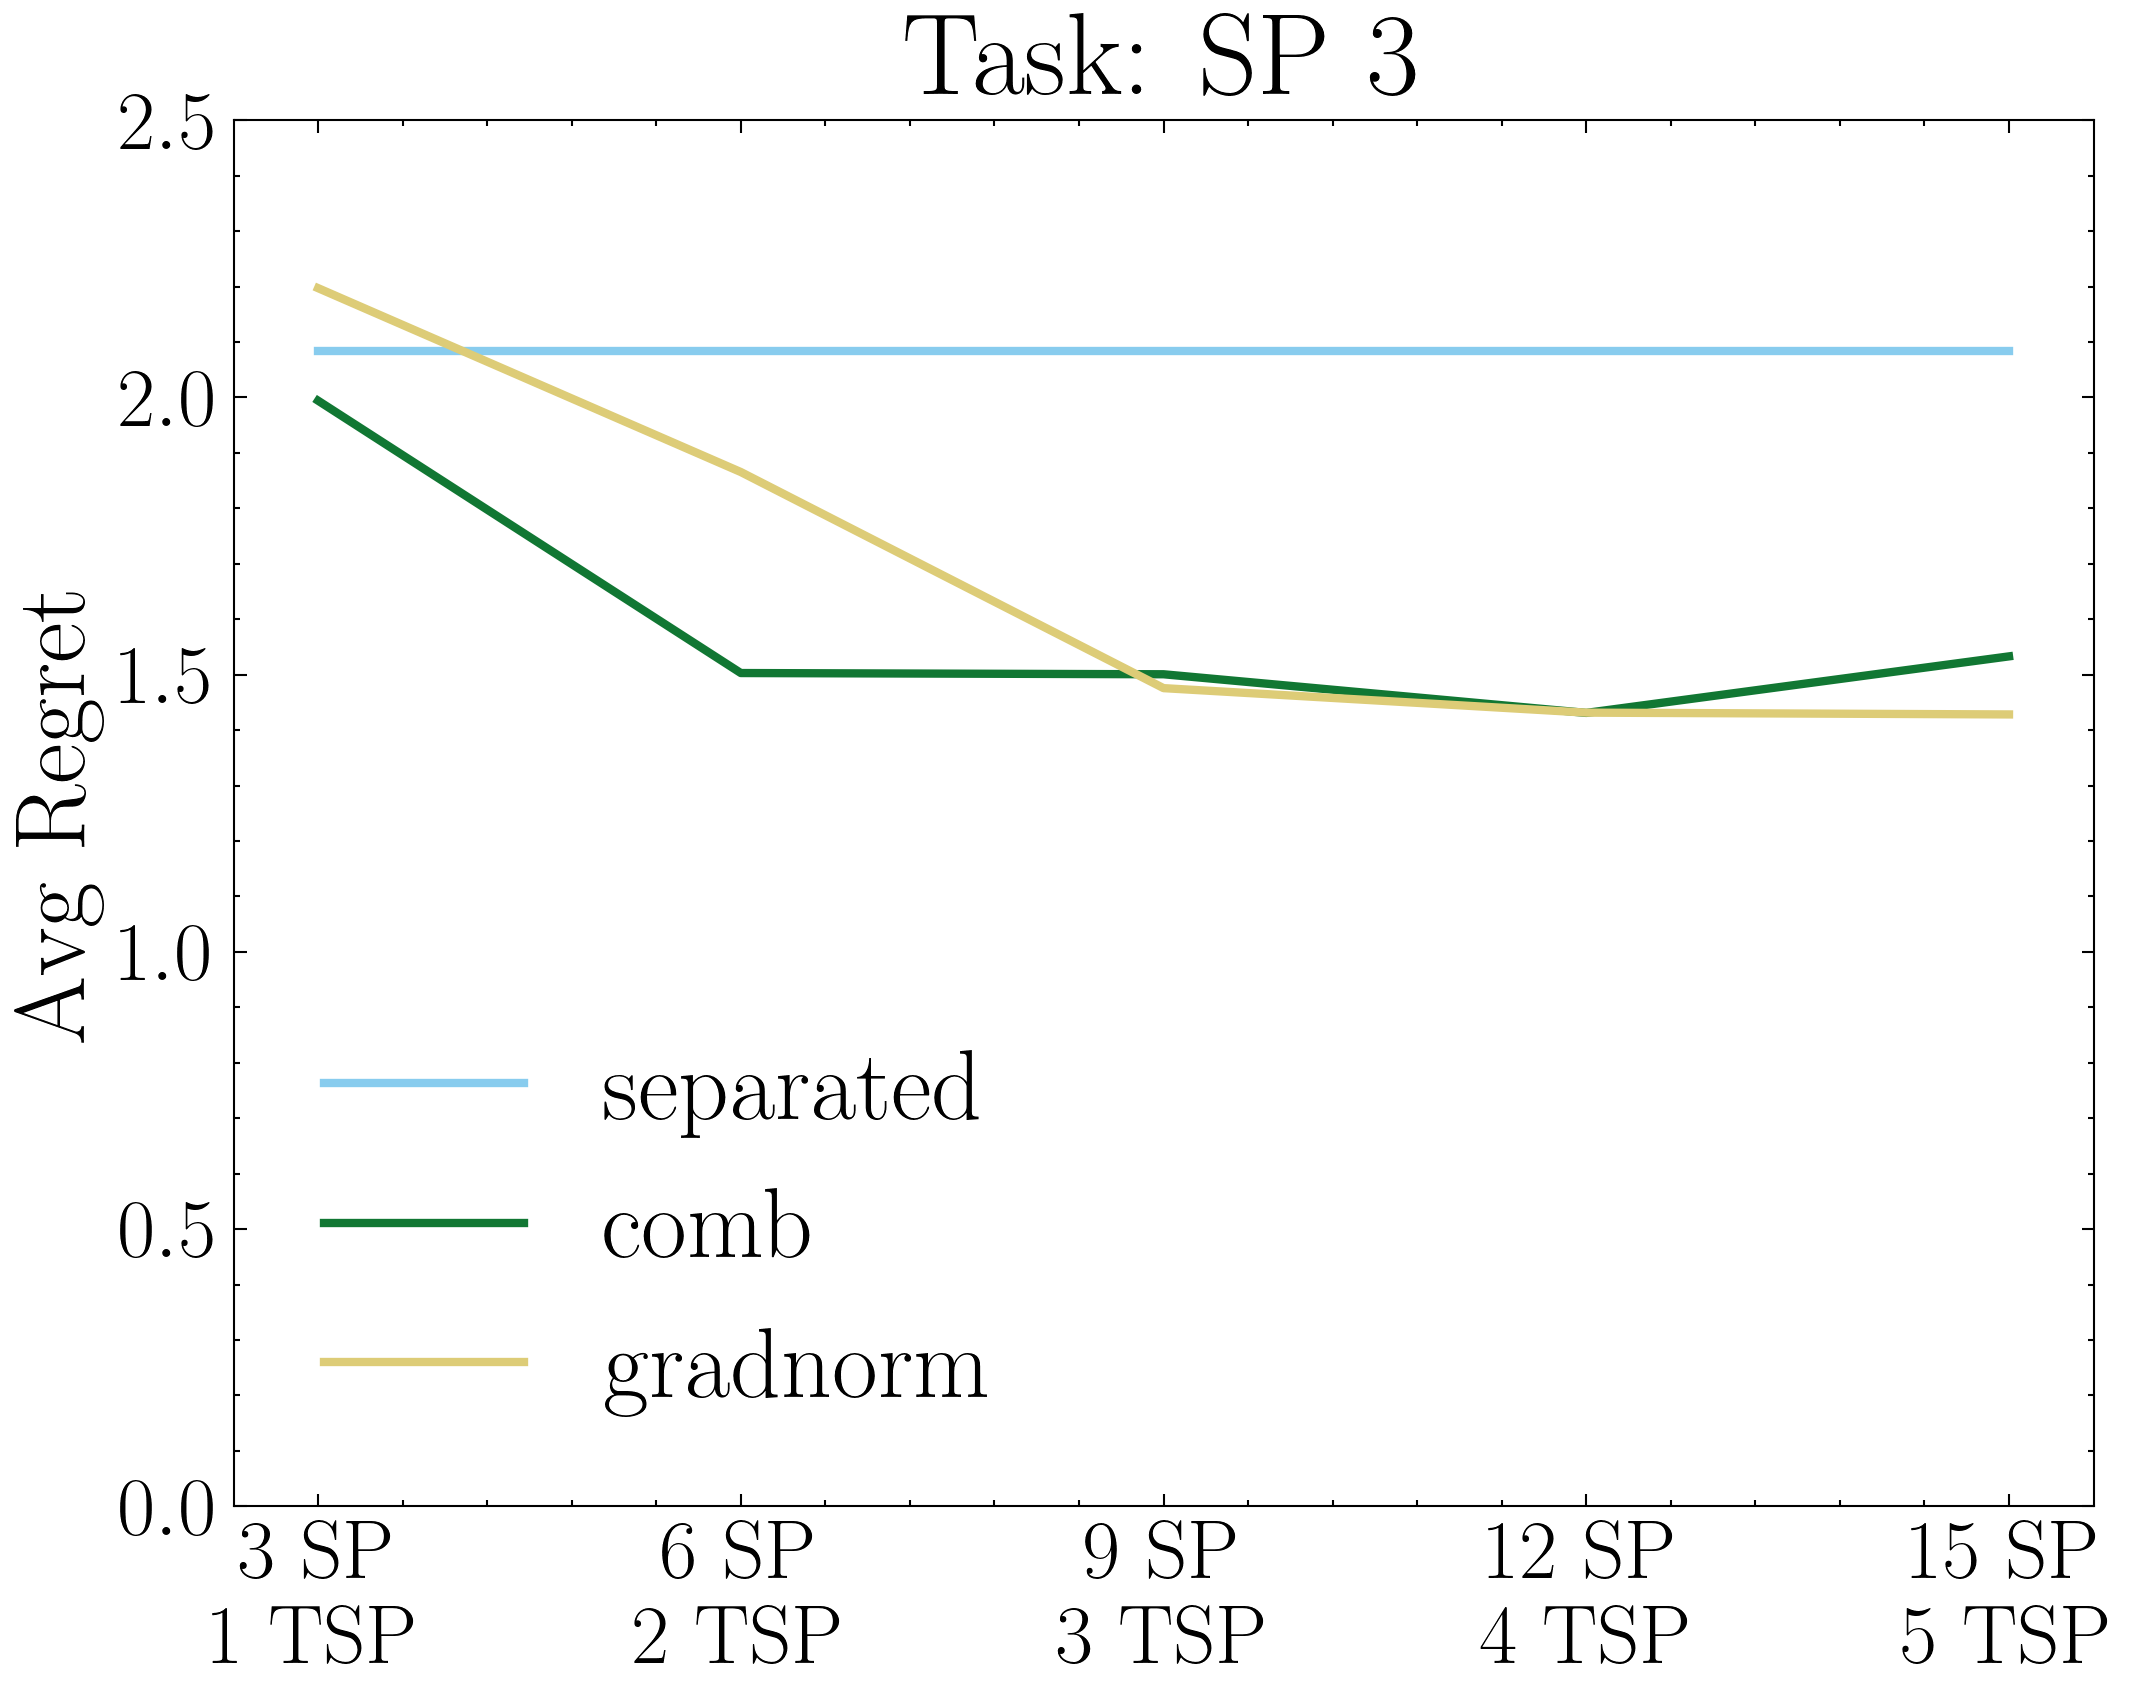 Task: SP 3
Avg Regret
2.5
2.0
1.5
1.0
0.5
0.0
separated
comb
gradnorm
3 SP 6 SP 9 SP 12 SP 15 SP
1 TSP 2 TSP 3 TSP 4 TSP 5 TSP